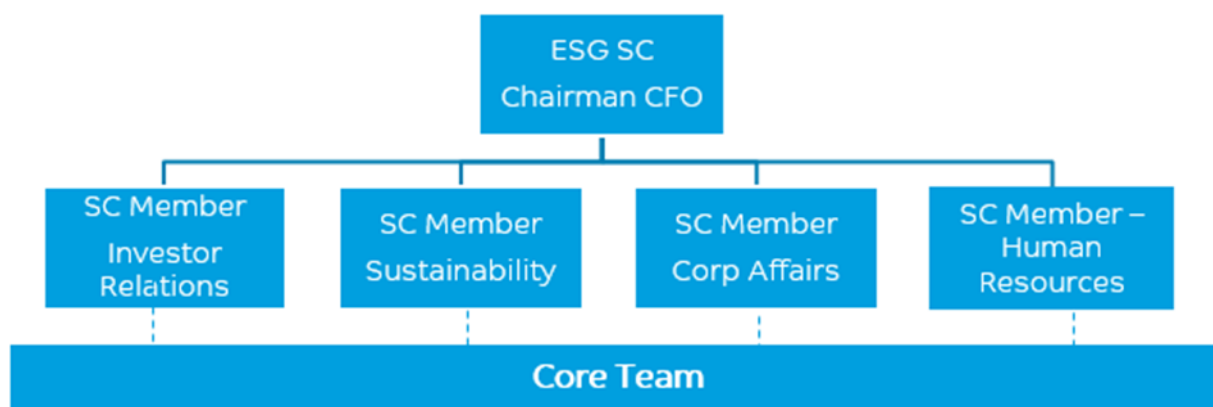 ESG SC
Chairman CFO
SC Member
Investor
Relations
SC Member
Sustainability
SC Member
Corp Affairs
SC Member –
Human
Resources
Core Team